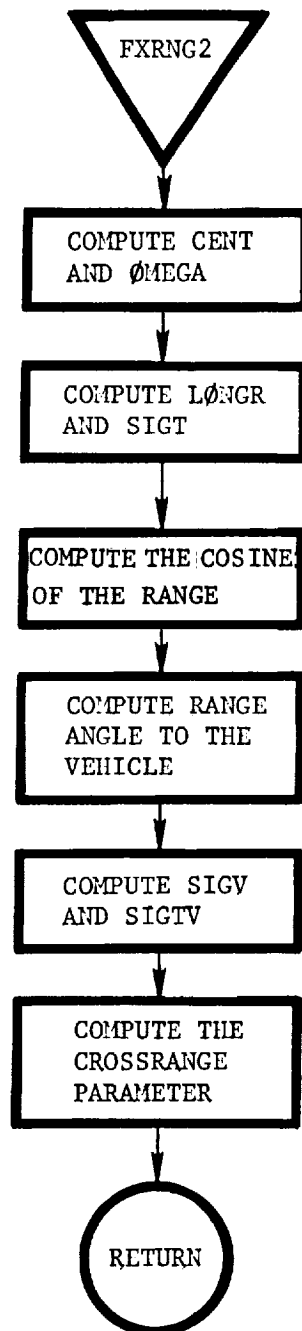 FXRNG2
COMPUTE CENT
AND ØMEGA
COMPUTE LØNGR
AND SIGT
COMPUTE THE COSINE
OF THE RANGE
COMPUTE RANGE
ANGLE TO THE
VEHICLE
COMPUTE SIGV
AND SIGTV
COMPUTE THE
CROSSRANGE
PARAMETER
RETURN